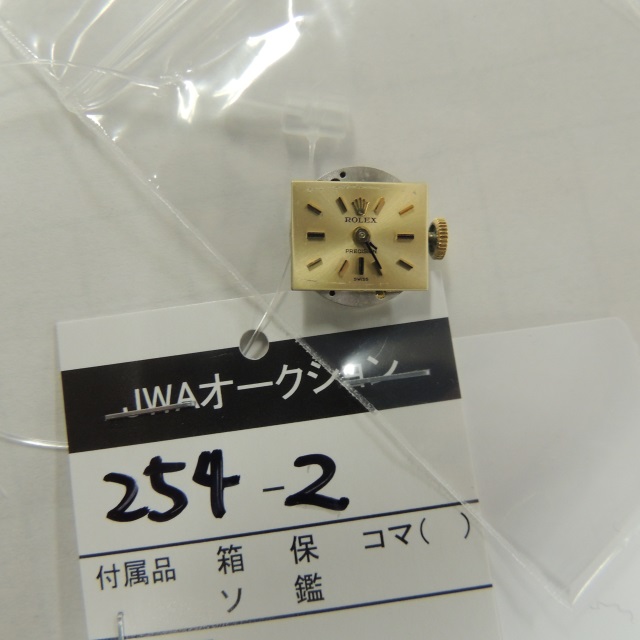 ROLEX
PRECISION
SWISS
JWAオークション
254-2
付属品 箱 保 コマ( )
ソ 鑑